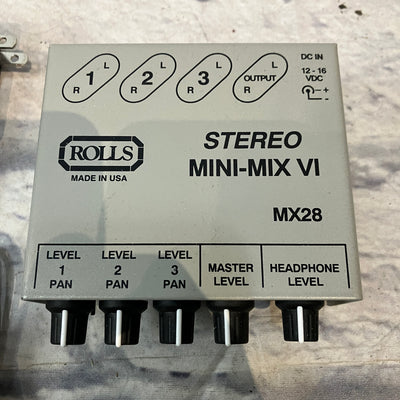 L L L L DC IN
1 2 3 OUTPUT 12 - 16
VDC
R R R R - +
-
ROLLS
MADE IN USA
STEREO
MINI-MIX VI
MX28
LEVEL LEVEL LEVEL
1 2 3
PAN PAN PAN
MASTER
LEVEL
HEADPHONE
LEVEL